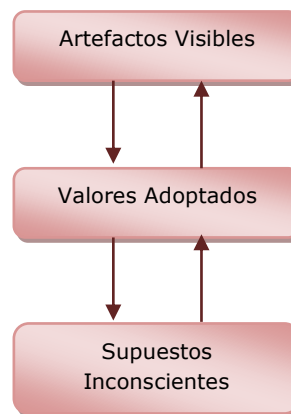 Artefactos Visibles
Valores Adoptados
Supuestos
Inconscientes